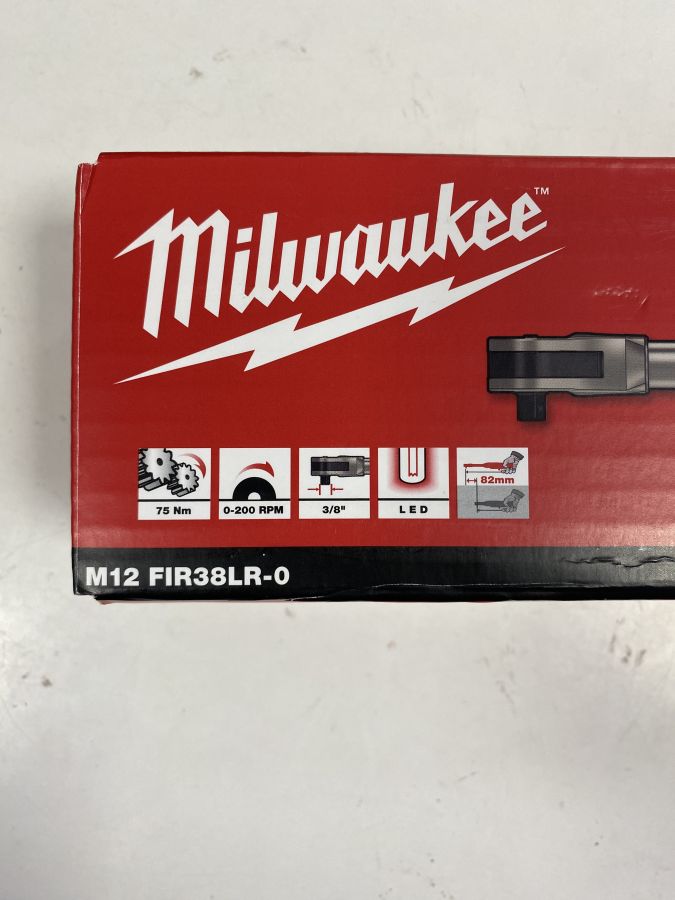 Milwaukee™
75 Nm
0-200 RPM
3/8"
LED
82mm
M12 FIR38LR-0